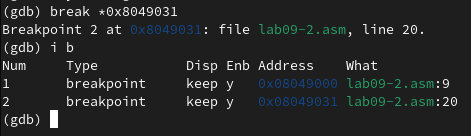 (gdb) break *0x8049031
Breakpoint 2 at 0x8049031: file lab09-2.asm, line 20.
(gdb) i b
Num     Type           Disp Enb Address    What
1       breakpoint     keep y   0x08049000 lab09-2.asm:9
2       breakpoint     keep y   0x08049031 lab09-2.asm:20
(gdb)